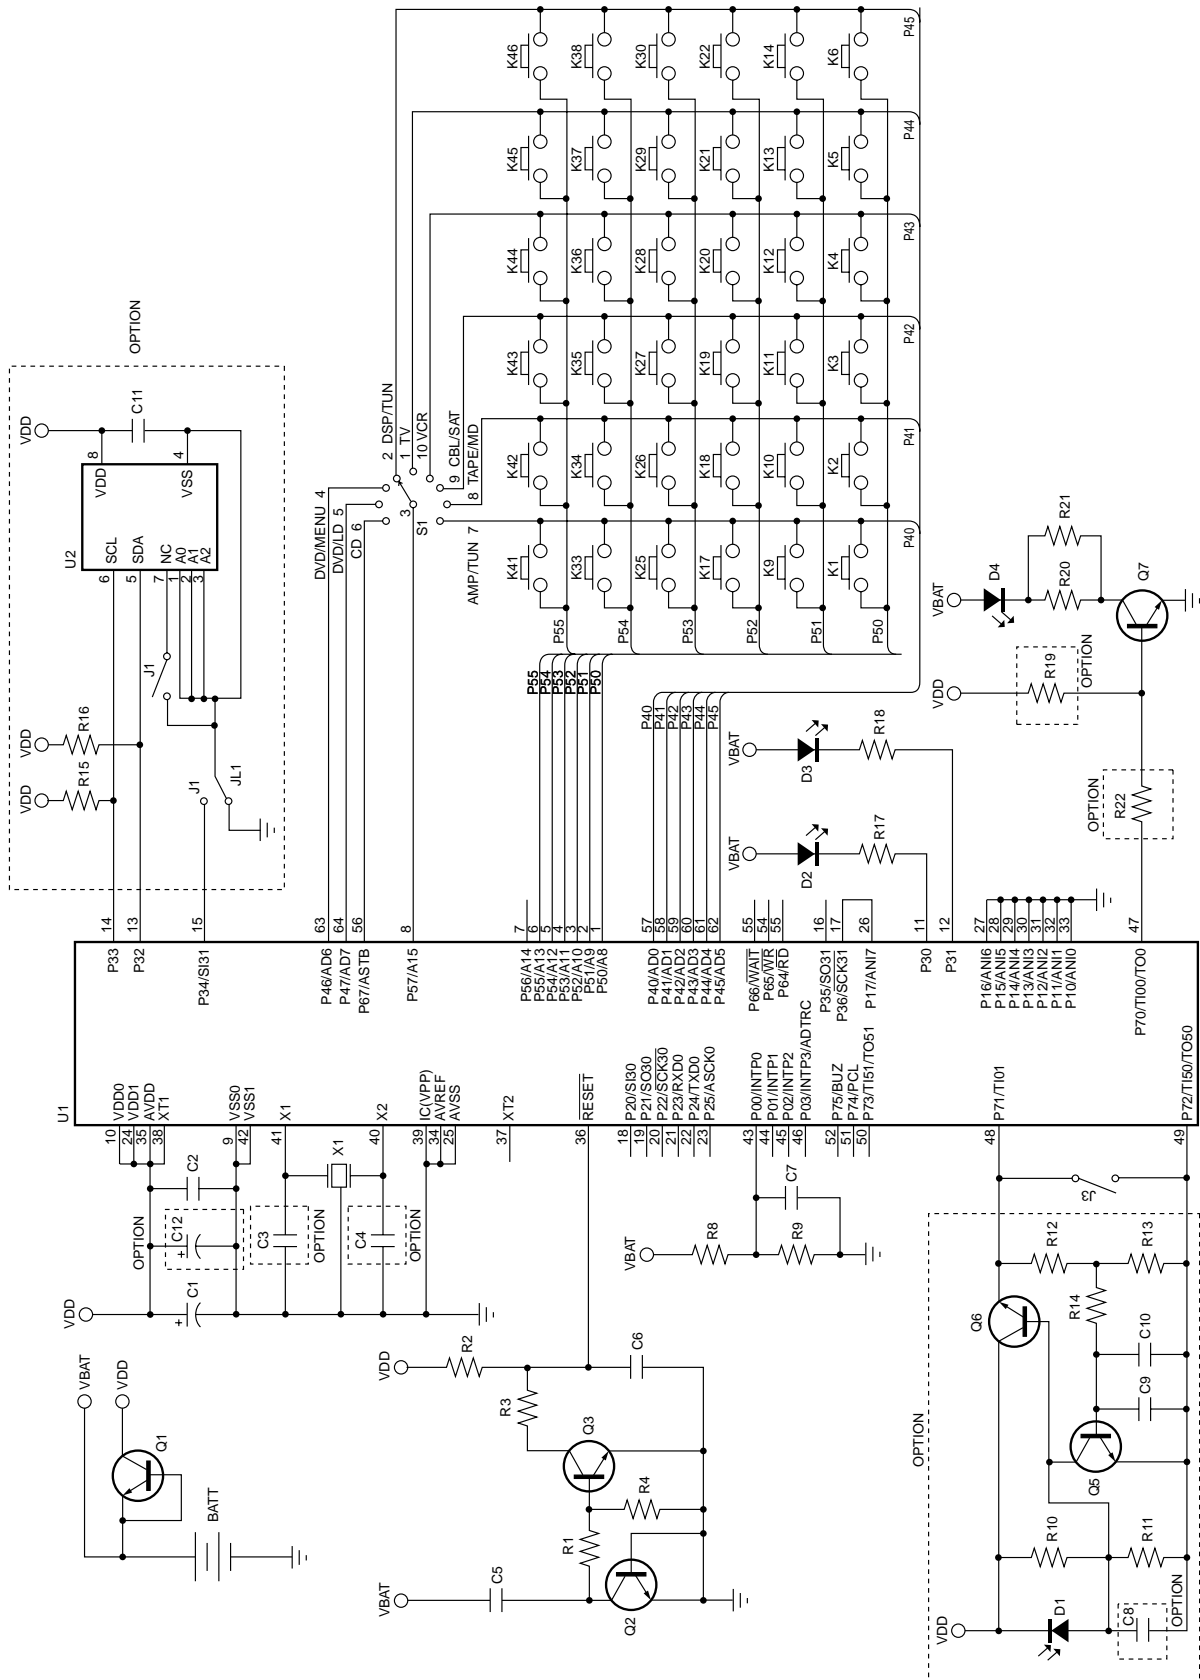 VBAT
VDD
Q1
BATT
VDD
C1
OPTION
C12
C2
OPTION
C3
X1
OPTION
C4
VDD
R2
R3
Q3
C6
R1
R4
VBAT
C5
Q2
VBAT
R8
R9
C7
OPTION
VDD
D1
C8
OPTION
R10
R11
Q5
C9
C10
R14
Q6
R12
R13
J3
U1
10 VDD0
24 VDD1
35 AVDD
38 XT1
9 VSS0
42 VSS1
41 X1
40 X2
39 IC(VPP)
34 AVREF
25 AVSS
37 XT2
36 RESET
18 P20/SI30
19 P21/SO30
20 P22/SCK30
21 P23/RXD0
22 P24/TXD0
23 P25/ASCK0
43 P00/INTP0
44 P01/INTP1
45 P02/INTP2
46 P03/INTP3/ADTRC
52 P75/BUZ
51 P74/PCL
50 P73/TI51/TO51
48 P71/TI01
49 P72/TI50/TO50
P33 14
P32 13
P34/SI31 15
P46/AD6 63
P47/AD7 64
P67/ASTB 56
P57/A15 8
P56/A14 7
P55/A13 6
P54/A12 5
P53/A11 4
P52/A10 3
P51/A9 2
P50/A8 1
P40/AD0 57
P41/AD1 58
P42/AD2 59
P43/AD3 60
P44/AD4 61
P45/AD5 62
P66/WAIT 55
P65/WR 54
P64/RD 55
P35/SO31 16
P36/SCK31 17
P17/ANI7 26
P30 11
P31 12
P16/ANI6 27
P15/ANI5 28
P14/ANI4 29
P13/ANI3 30
P12/ANI2 31
P11/ANI1 32
P10/ANI0 33
P70/TI00/TO0 47
OPTION
VDD
R15
VDD
R16
J1
JL1
J1
U2
6 SCL
5 SDA
7 NC
1 A0
2 A1
3 A2
VDD 8
VSS 4
VDD
C11
DVD/MENU 4
DVD/LD 5
CD 6
3
S1
2 DSP/TUN
1 TV
10 VCR
9 CBL/SAT
8 TAPE/MD
AMP/TUN 7
K41 K42 K43 K44 K45 K46
K33 K34 K35 K36 K37 K38
K25 K26 K27 K28 K29 K30
K17 K18 K19 K20 K21 K22
K9 K10 K11 K12 K13 K14
K1 K2 K3 K4 K5 K6
P55
P54
P53
P52
P51
P50
P55
P54
P53
P52
P51
P50
P40 P41 P42 P43 P44 P45
P40
P41
P42
P43
P44
P45
VBAT
D2
R17
VBAT
D3
R18
OPTION
R22
VDD
R19
OPTION
VBAT
D4
R20
R21
Q7